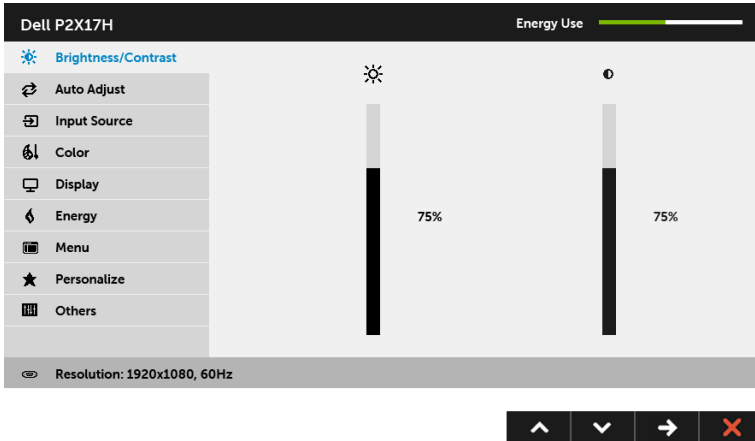 Dell P2X17H
Energy Use
Brightness/Contrast
Auto Adjust
Input Source
Color
Display
Energy
Menu
Personalize
Others
75%
75%
Resolution: 1920x1080, 60Hz